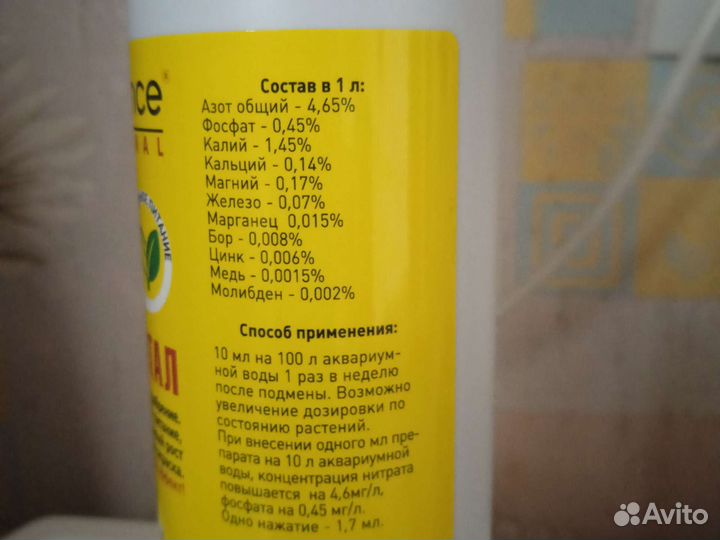 nce®
NAL
ПИТАНИЕ
ТАЛ
Состав в 1 л:
Азот общий - 4,65%
Фосфат - 0,45%
Калий - 1,45%
Кальций - 0,14%
Магний - 0,17%
Железо - 0,07%
Марганец 0,015%
Бор - 0,008%
Цинк - 0,006%
Медь - 0,0015%
Молибден - 0,002%
Способ применения:
10 мл на 100 л аквариум-
ной воды 1 раз в неделю
после подмены. Возможно
увеличение дозировки по
состоянию растений.
При внесении одного мл пре-
парата на 10 л аквариумной
воды, концентрация нитрата
повышается на 4,6мг/л,
фосфата на 0,45 мг/л.
Одно нажатие - 1,7 мл.
Avito